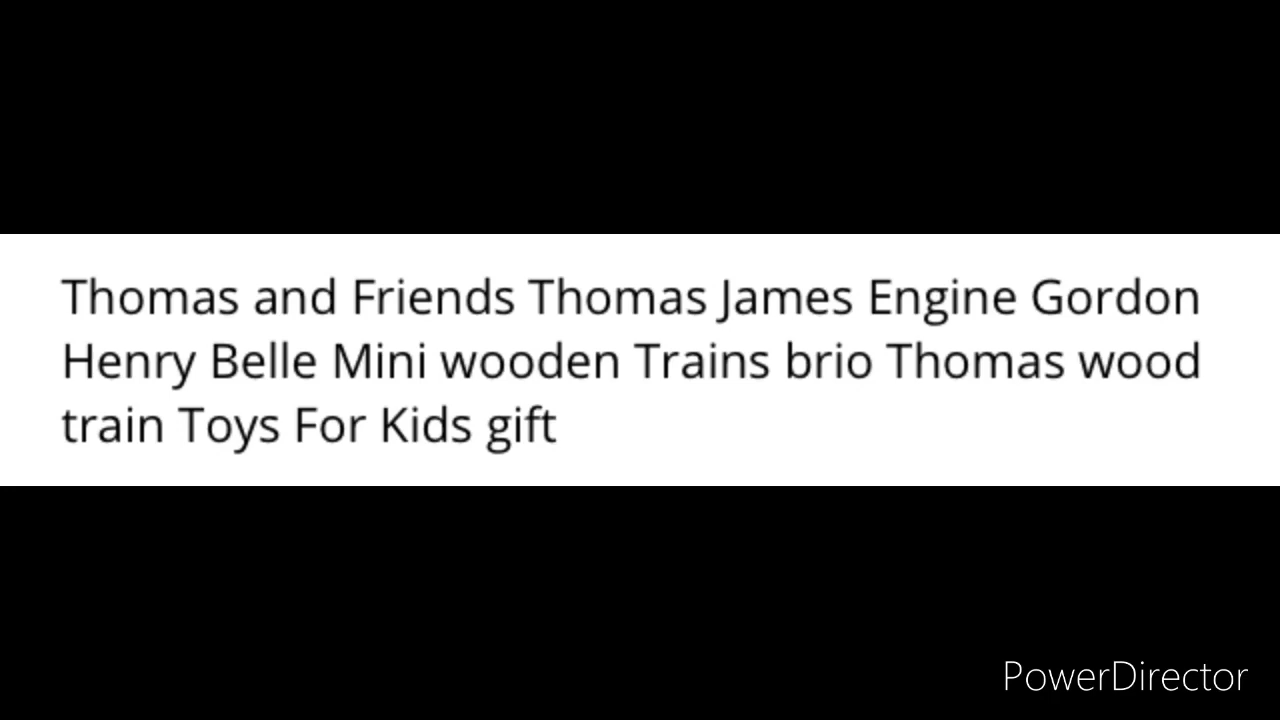 Thomas and Friends Thomas James Engine Gordon
Henry Belle Mini wooden Trains brio Thomas wood
train Toys For Kids gift
PowerDirector